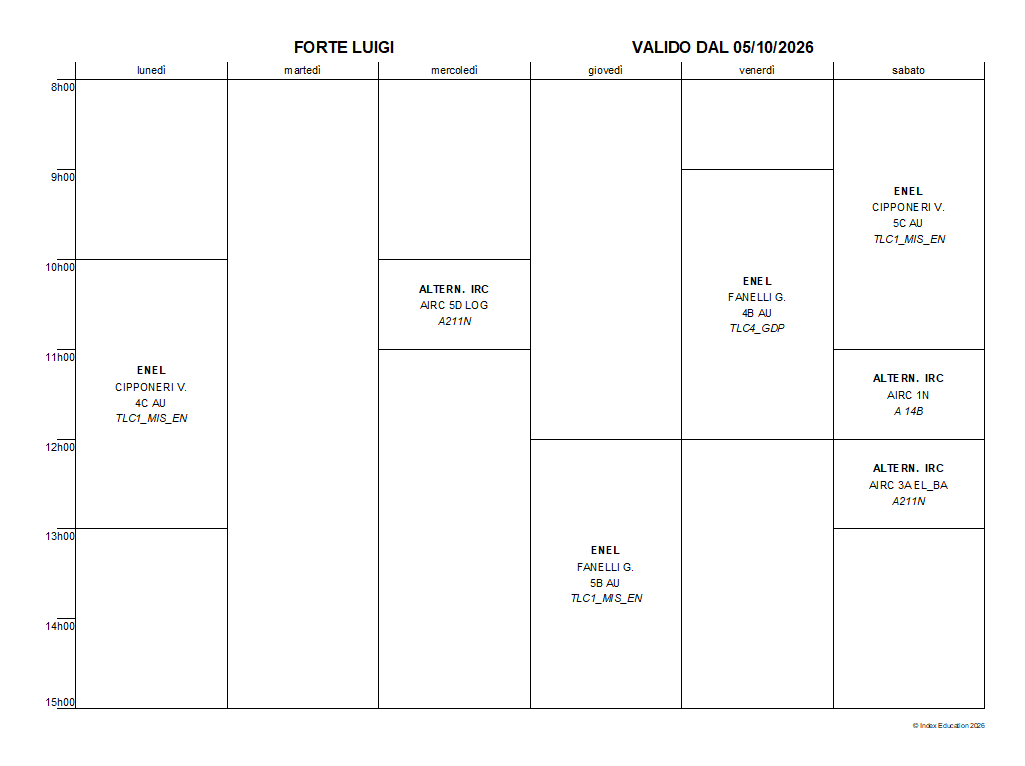 FORTE LUIGI
VALIDO DAL 05/10/2026
lunedì
martedì
mercoledì
giovedì
venerdì
sabato
8h00
9h00
10h00
11h00
12h00
13h00
14h00
15h00
ENEL
CIPPONERI V.
4C AU
TLC1_MIS_EN
ALTERN. IRC
AIRC 5D LOG
A211N
ENEL
FANELLI G.
5B AU
TLC1_MIS_EN
ENEL
FANELLI G.
4B AU
TLC4_GDP
ENEL
CIPPONERI V.
5C AU
TLC1_MIS_EN
ALTERN. IRC
AIRC 1N
A 14B
ALTERN. IRC
AIRC 3A EL_BA
A211N
© Index Education 2026